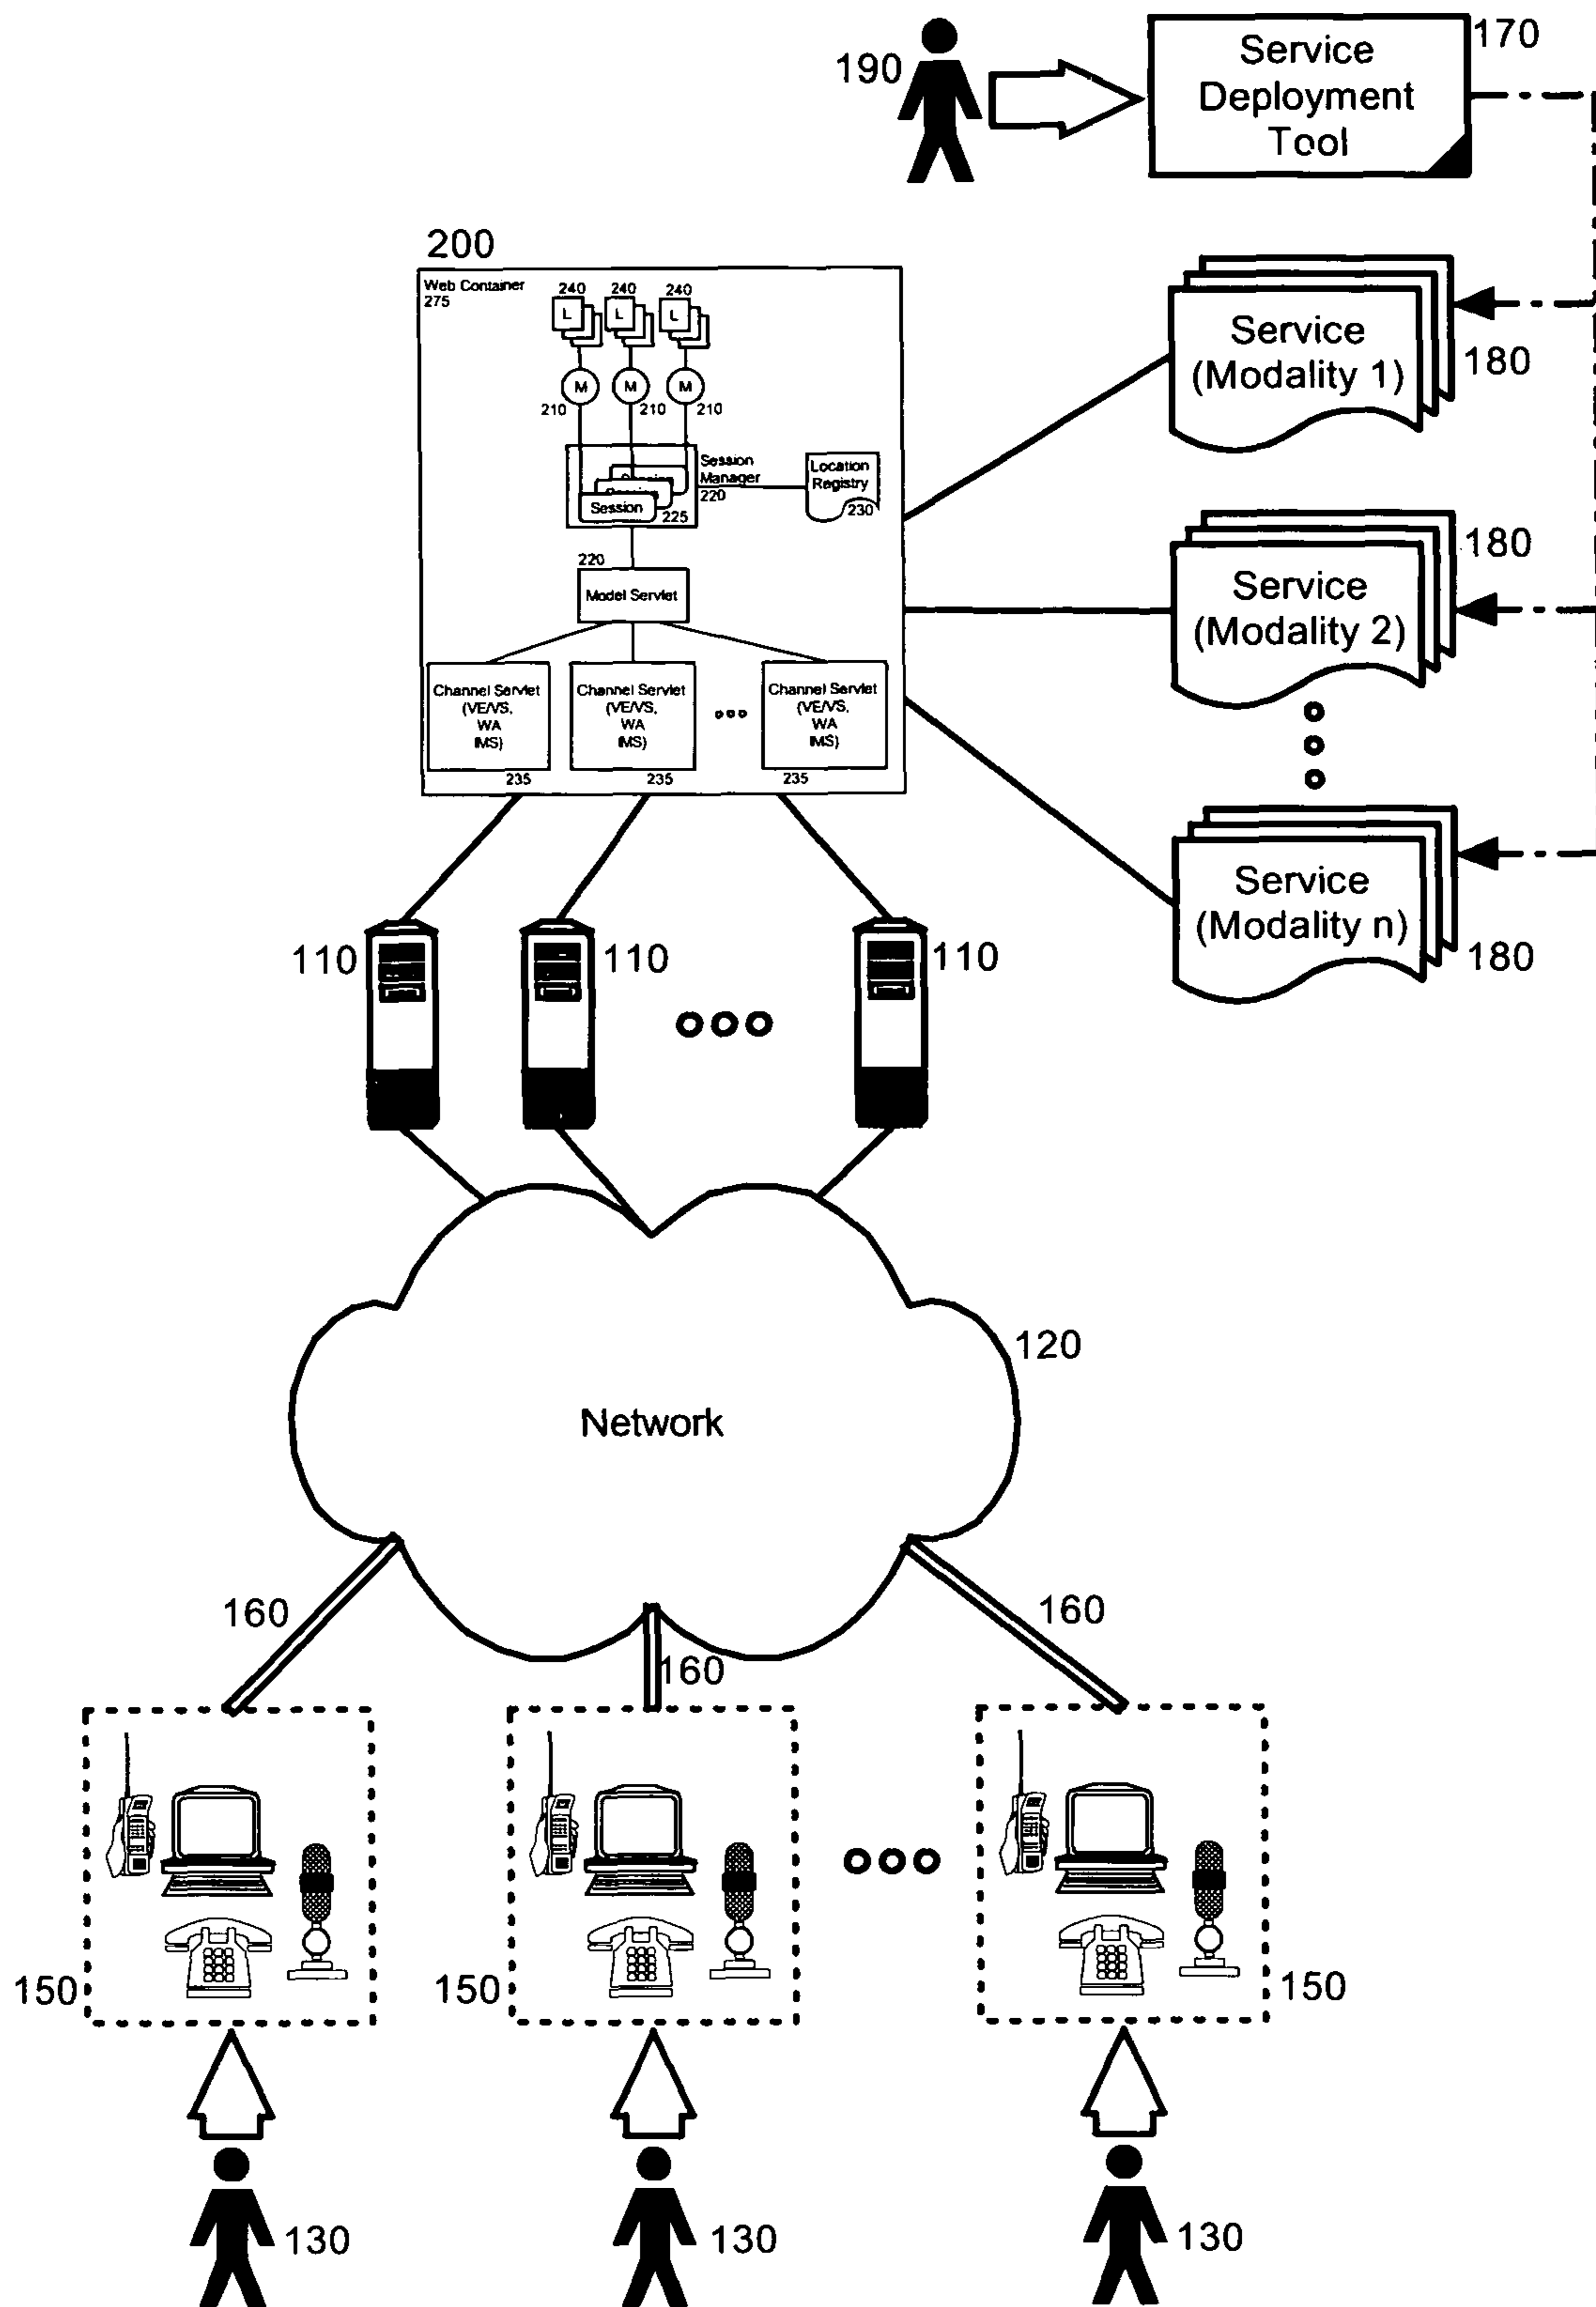 190
Service
Deployment
Tool
170
200
Web Container
275
240
240
240
L
L
L
M
M
M
210
210
210
Session
Manager
220
Session
225
Location
Registry
230
220
Model Servlet
Channel Servlet
(VE/VS,
WA
IMS)
235
Channel Servlet
(VE/VS,
WA
IMS)
235
Channel Servlet
(VE/VS,
WA
IMS)
235
Service
(Modality 1)
180
Service
(Modality 2)
180
Service
(Modality n)
180
110
110
110
120
Network
160
160
160
150
150
150
130
130
130